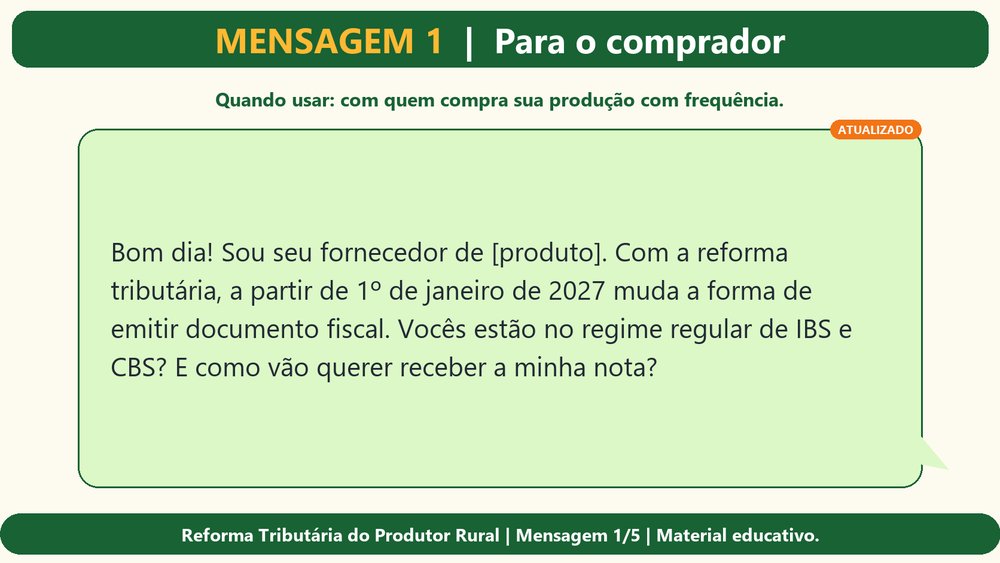 MENSAGEM 1 | Para o comprador
Quando usar: com quem compra sua produção com frequência.
ATUALIZADO
Bom dia! Sou seu fornecedor de [produto]. Com a reforma
tributária, a partir de 1º de janeiro de 2027 muda a forma de
emitir documento fiscal. Vocês estão no regime regular de IBS e
CBS? E como vão querer receber a minha nota?
Reforma Tributária do Produtor Rural | Mensagem 1/5 | Material educativo.